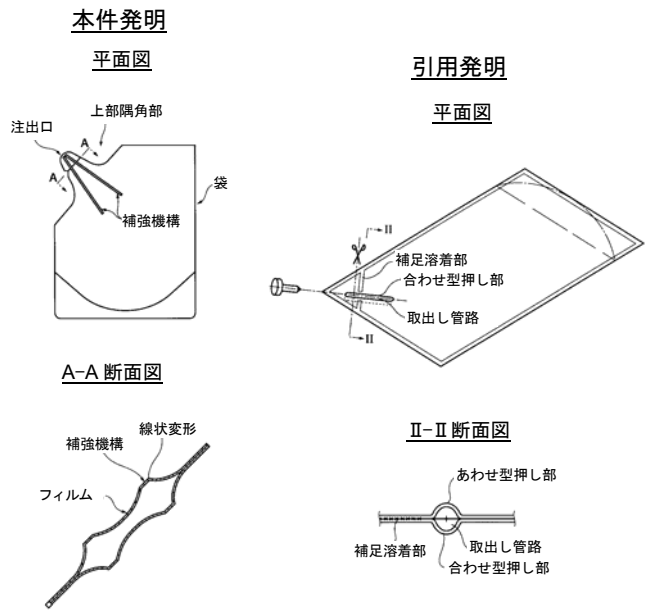 本件発明
平面図
上部隅角部
注出口
A
A
袋
補強機構
A-A 断面図
線状変形
補強機構
フィルム
引用発明
平面図
II
補足溶着部
合わせ型押し部
取出し管路
II
II-II 断面図
あわせ型押し部
補足溶着部
取出し管路
合わせ型押し部